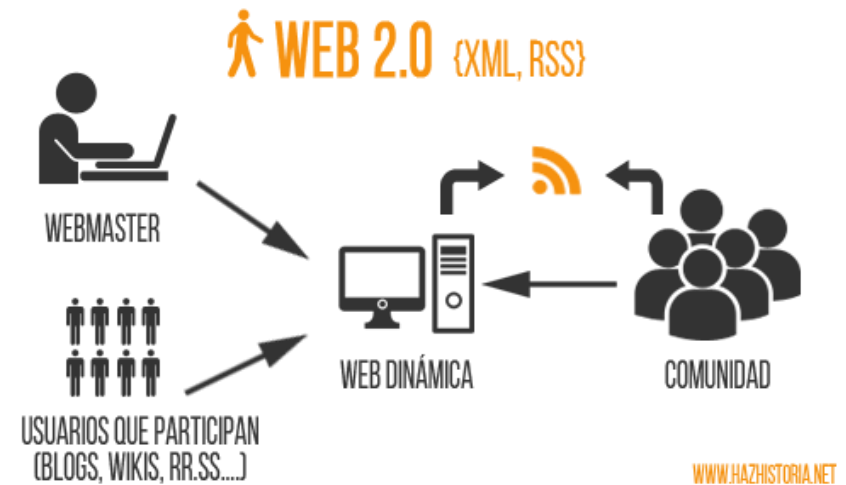 WEB 2.0 {XML, RSS}
WEBMASTER
WEB DINÁMICA
COMUNIDAD
USUARIOS QUE PARTICIPAN
(BLOGS, WIKIS, RR.SS....)
WWW.HAZHISTORIA.NET